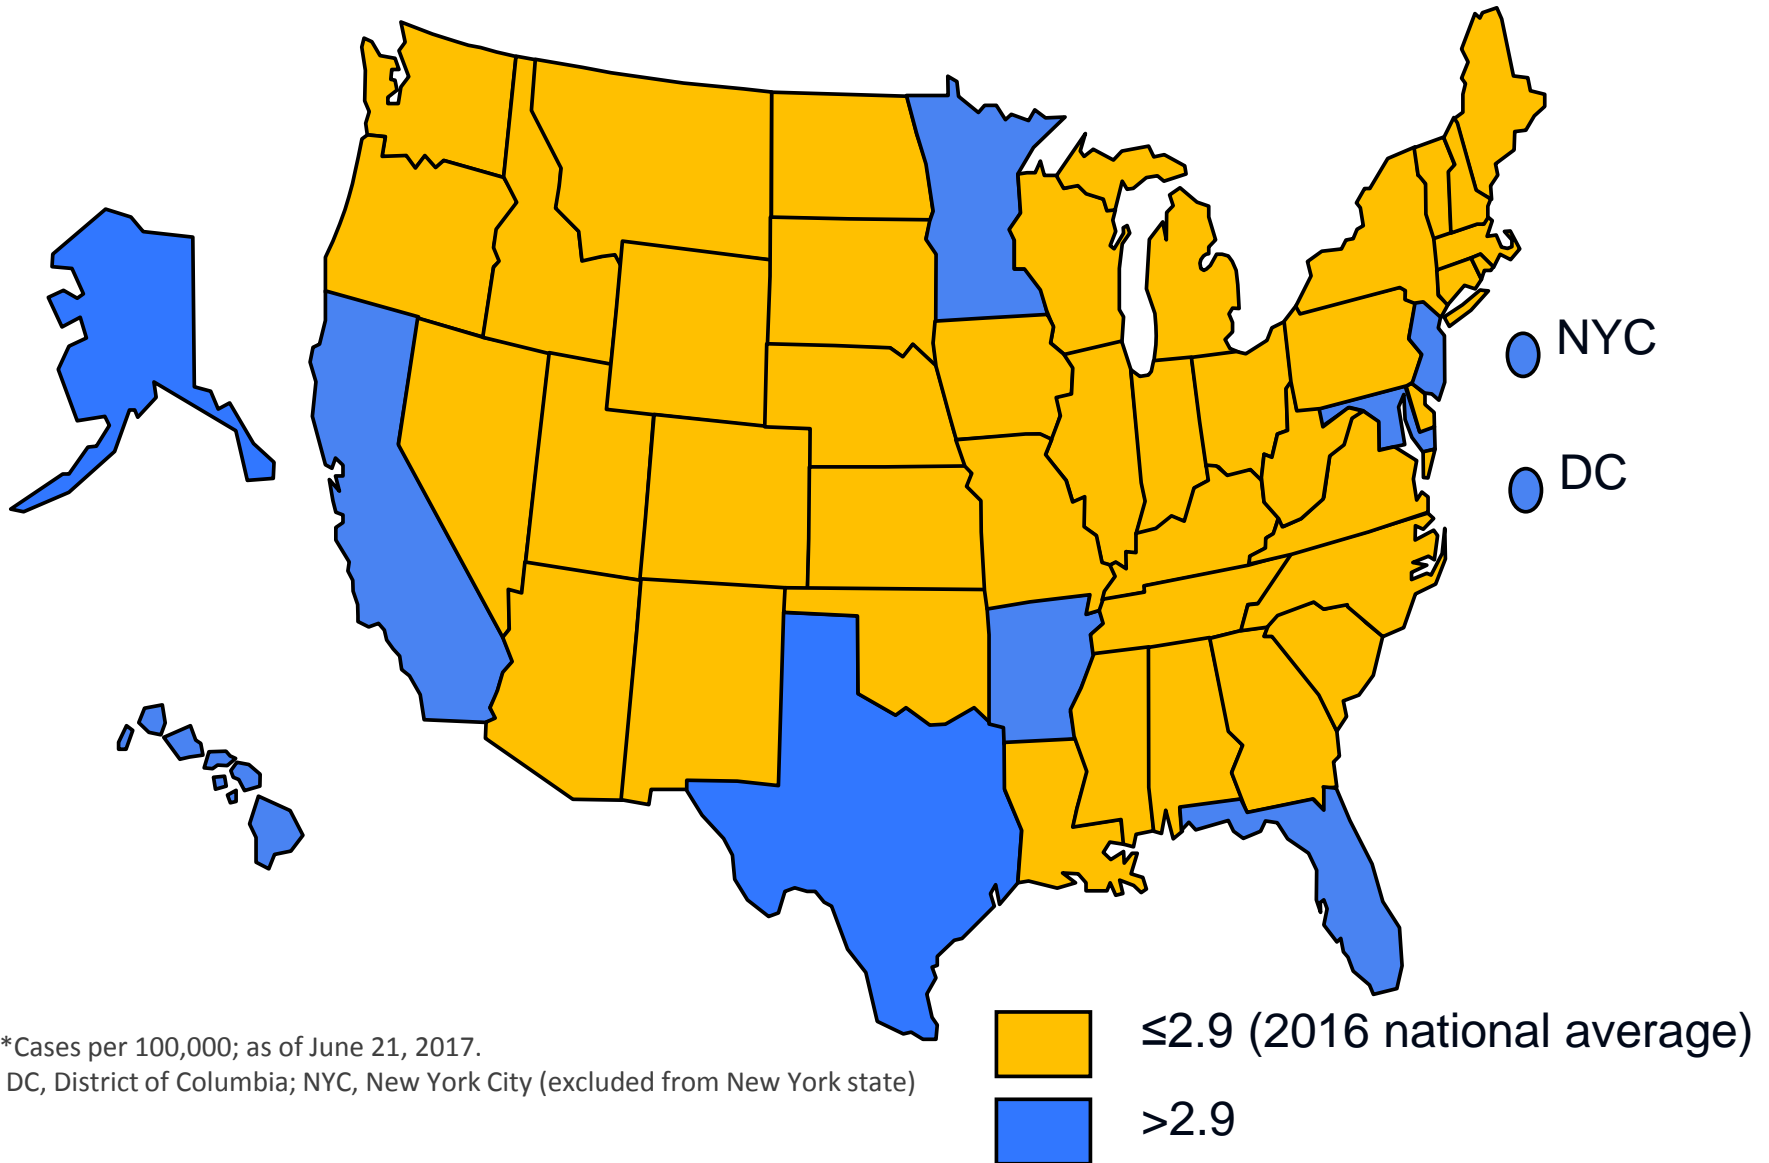 NYC
DC
≤2.9 (2016 national average)
*Cases per 100,000; as of June 21, 2017.
DC, District of Columbia; NYC, New York City (excluded from New York state)
>2.9